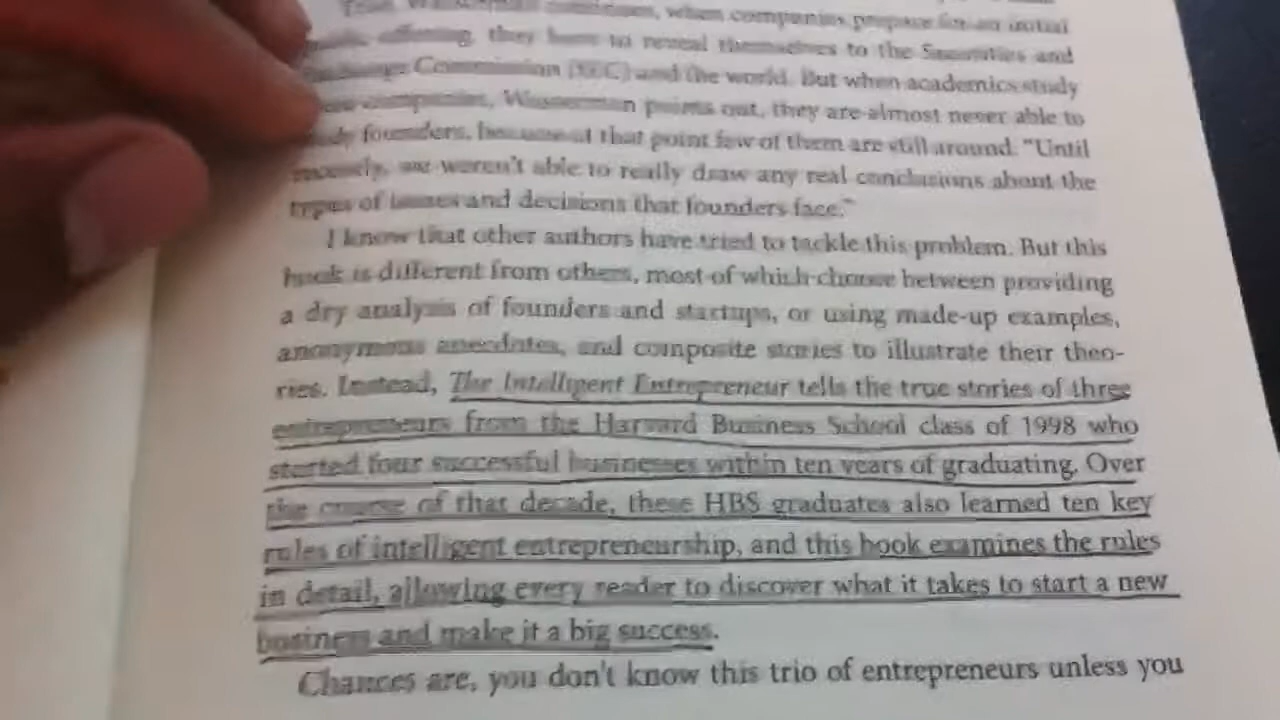 when companies prepare for an initial
offering, they have to reveal themselves to the Securities and
Exchange Commission (SEC) and the world. But when academics study
companies, Wasserman points out, they are almost never able to
founders, because at that point few of them are still around. "Until
recently, we weren't able to really draw any real conclusions about the
types of issues and decisions that founders face."
I know that other authors have tried to tackle this problem. But this
book is different from others, most of which choose between providing
a dry analysis of founders and startups, or using made-up examples,
anonymous anecdotes, and composite stories to illustrate their theo-
ries. Instead, The Intelligent Entrepreneur tells the true stories of three
entrepreneurs from the Harvard Business School class of 1998 who
started four successful businesses within ten years of graduating. Over
the course of that decade, these HBS graduates also learned ten key
rules of intelligent entrepreneurship, and this book examines the rules
in detail, allowing every reader to discover what it takes to start a new
business and make it a big success.
Chances are, you don't know this trio of entrepreneurs unless you